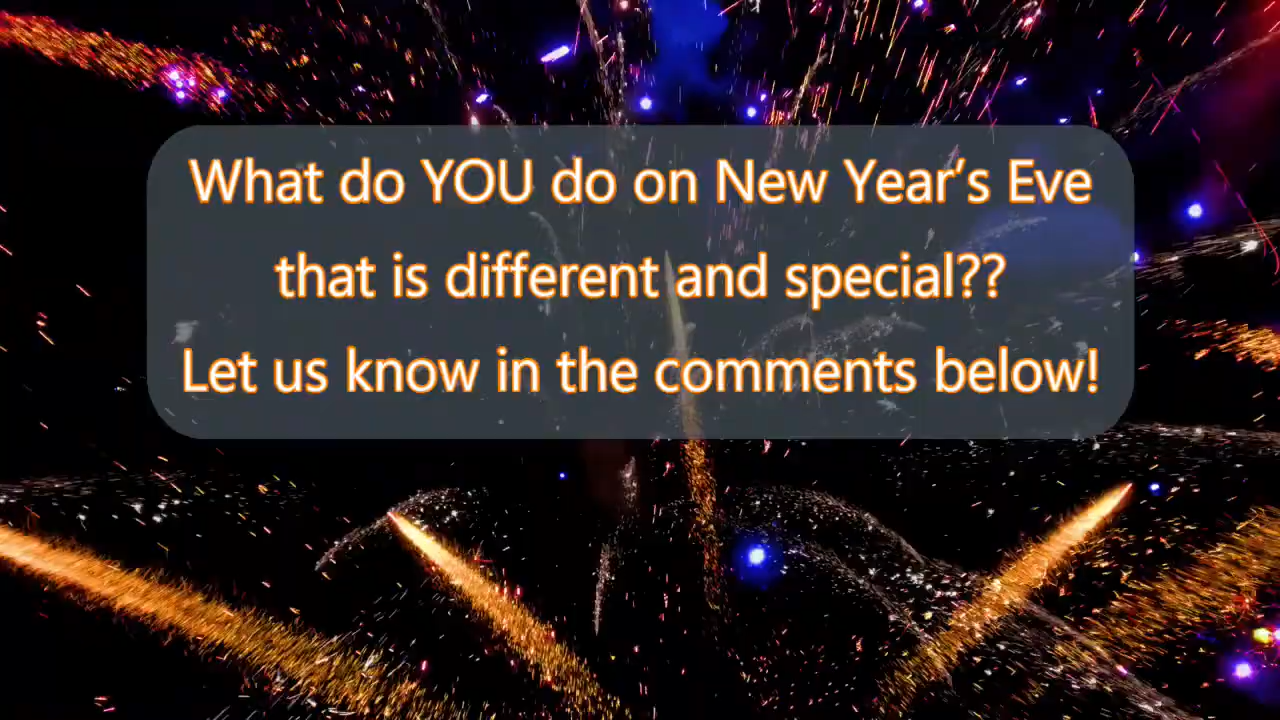 What do YOU do on New Year’s Eve
that is different and special??
Let us know in the comments below!